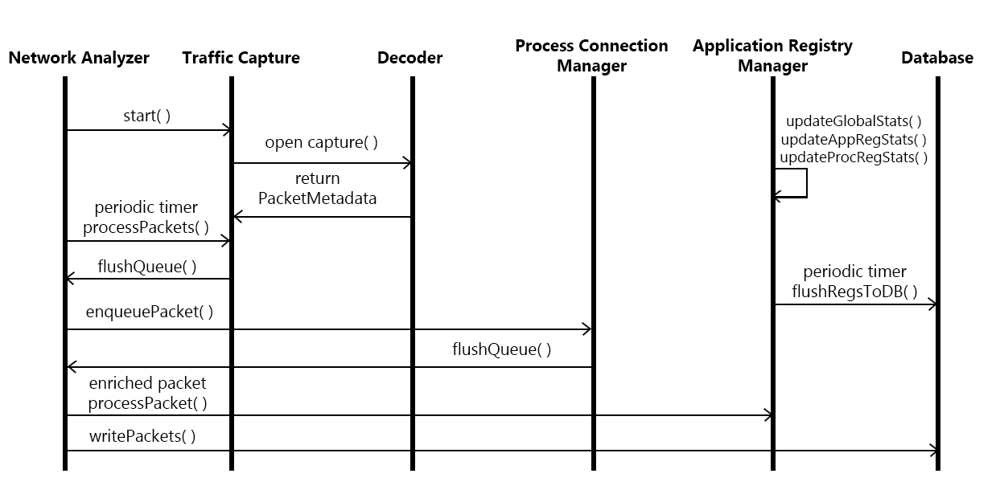 Network Analyzer
Traffic Capture
Decoder
Process Connection
Manager
Application Registry
Manager
Database
start( )
open capture( )
return
PacketMetadata
periodic timer
processPackets( )
flushQueue( )
enqueuePacket( )
flushQueue( )
enriched packet
processPacket( )
writePackets( )
updateGlobalStats( )
updateAppRegStats( )
updateProcRegStats( )
periodic timer
flushRegsToDB( )